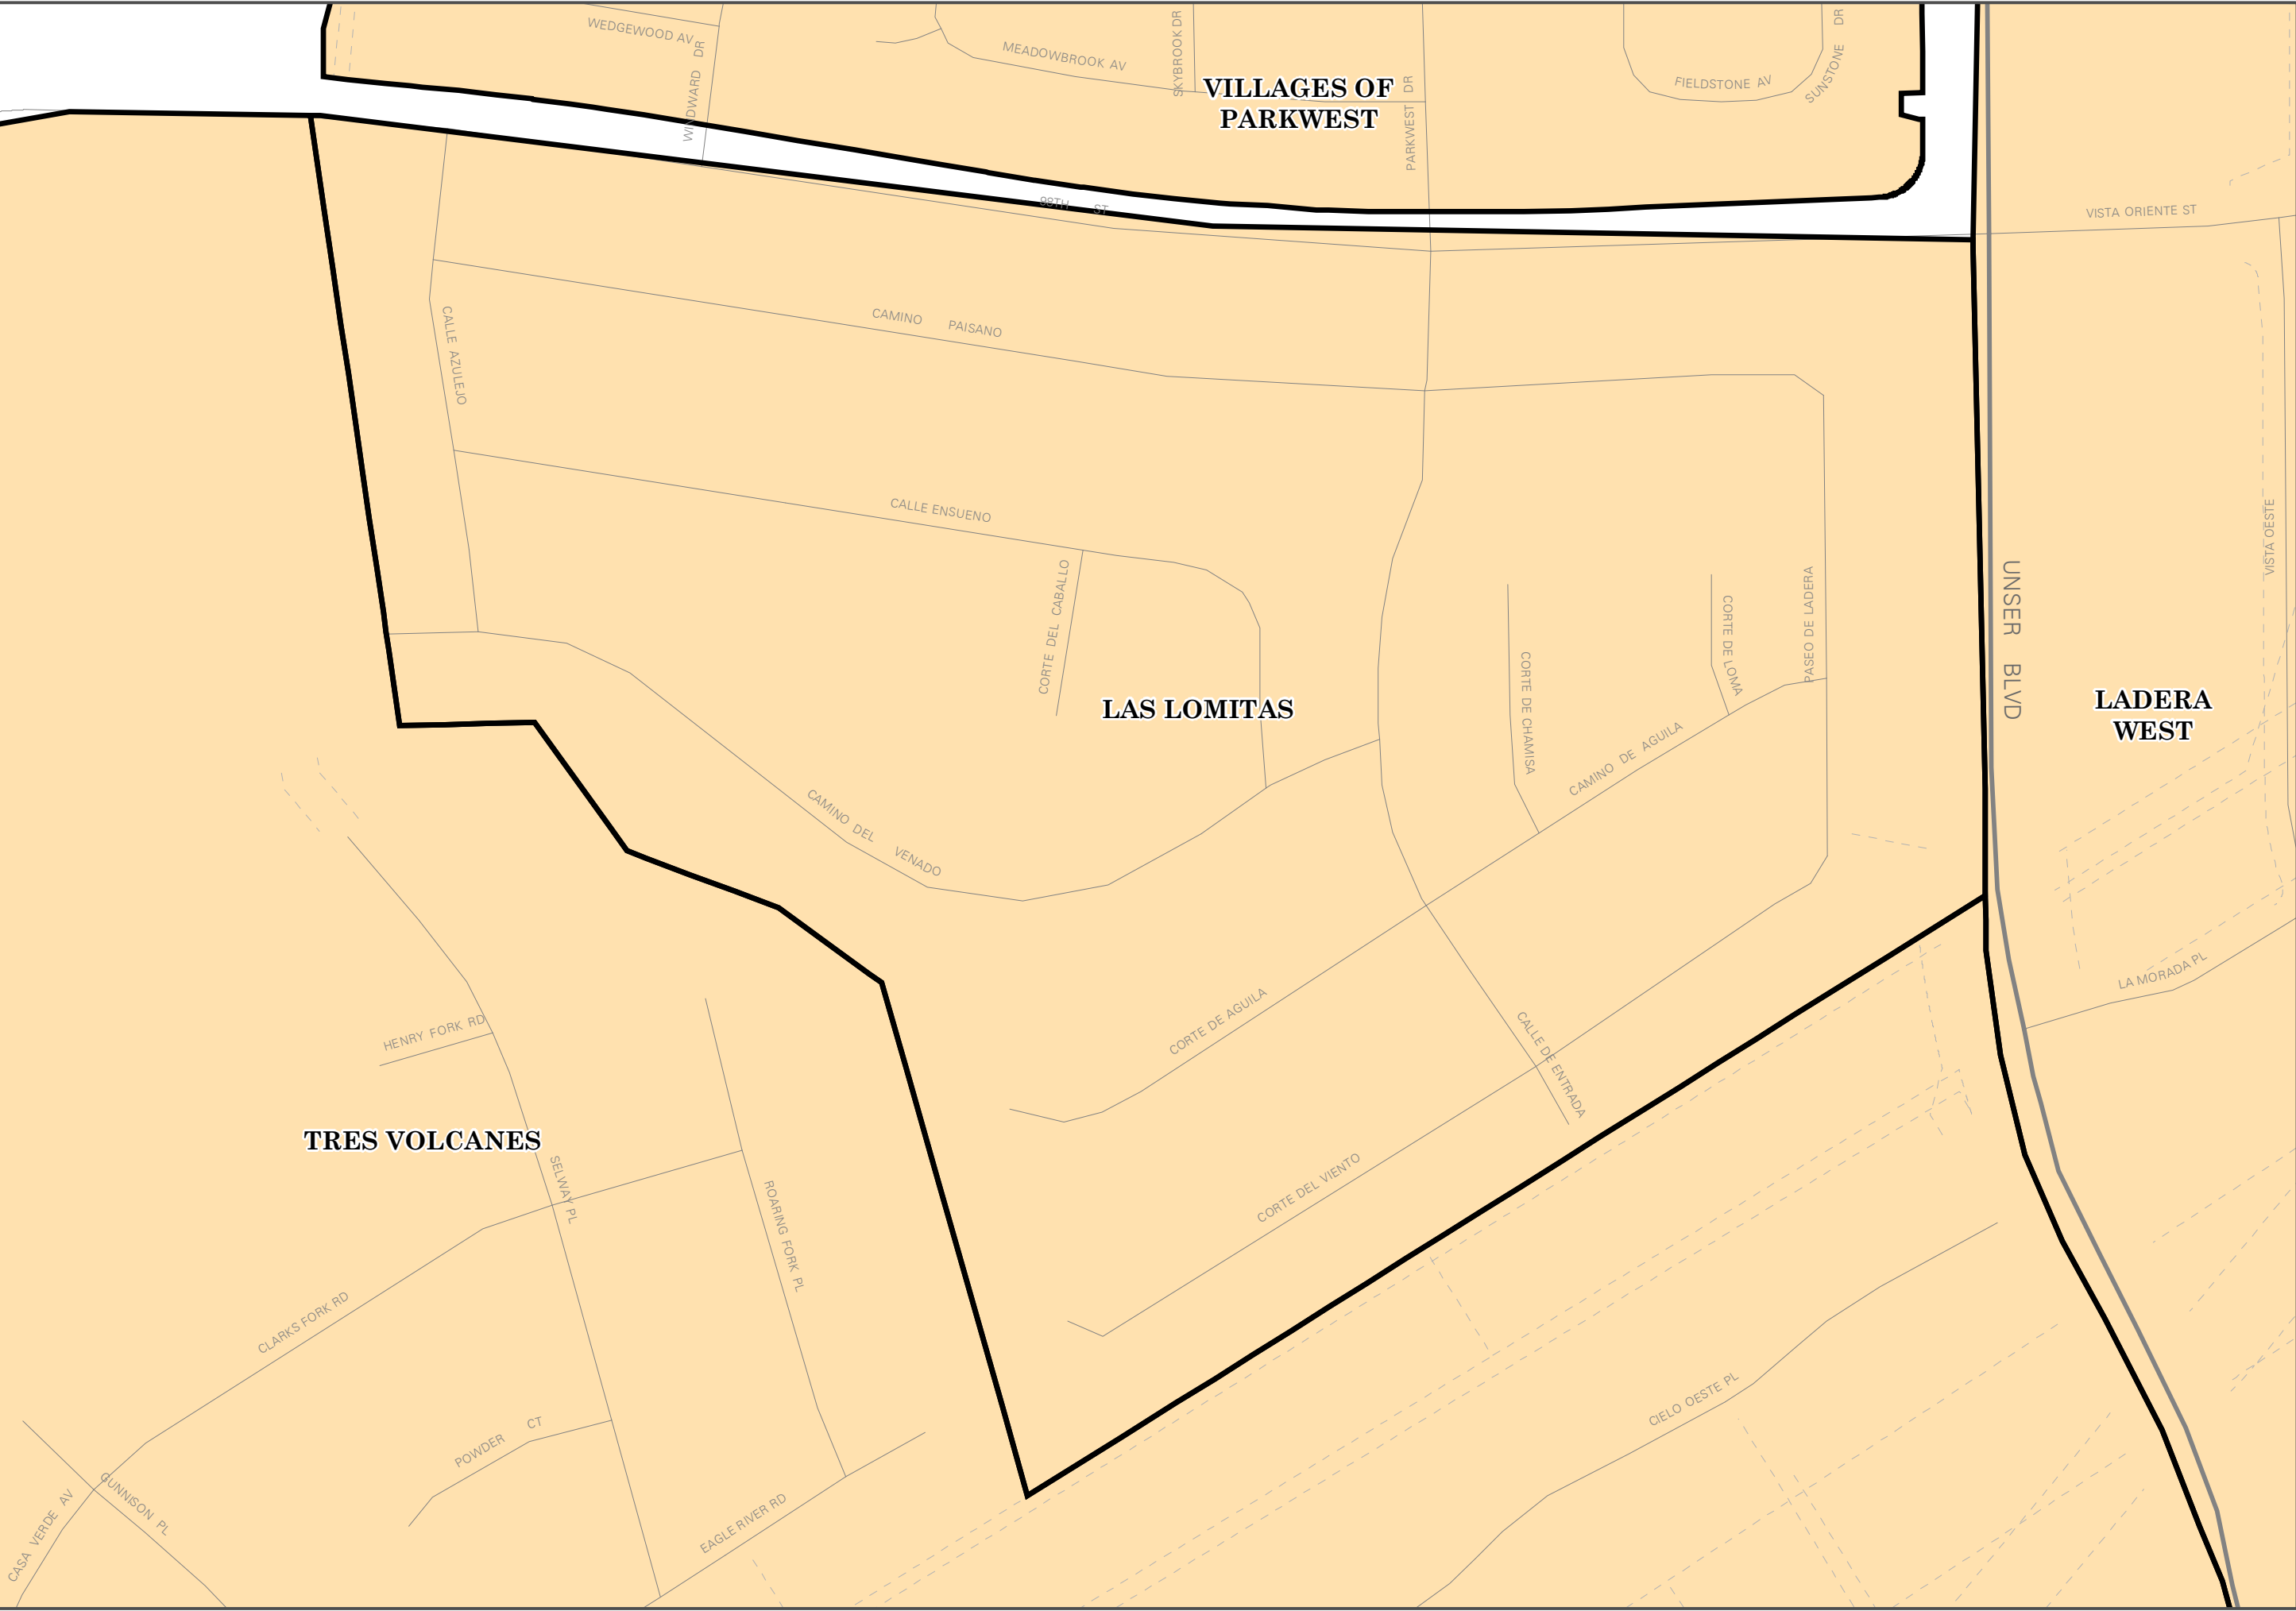 WEDGEWOOD AV
WINDWARD DR
MEADOWBROOK AV
SKYBROOK DR
VILLAGES OF
PARKWEST
PARKWEST DR
FIELDSTONE AV
SUNSTONE DR
98TH ST
VISTA ORIENTE ST
CAMINO PAISANO
CALLE AZULEJO
CALLE ENSUENO
CORTE DEL CABALLO
LAS LOMITAS
CORTE DE CHAMISA
CORTE DE LOMA
PASEO DE LADERA
UNSER BLVD
VISTA OESTE
LADERA
WEST
CAMINO DE AGUILA
CAMINO DEL VENADO
LA MORADA PL
HENRY FORK RD
CORTE DE AGUILA
CALLE DE ENTRADA
TRES VOLCANES
SELWAY PL
ROARING FORK PL
CORTE DEL VIENTO
CLARKS FORK RD
CIELO OESTE PL
POWDER CT
GUNNISON PL
CASA VERDE AV
EAGLE RIVER RD